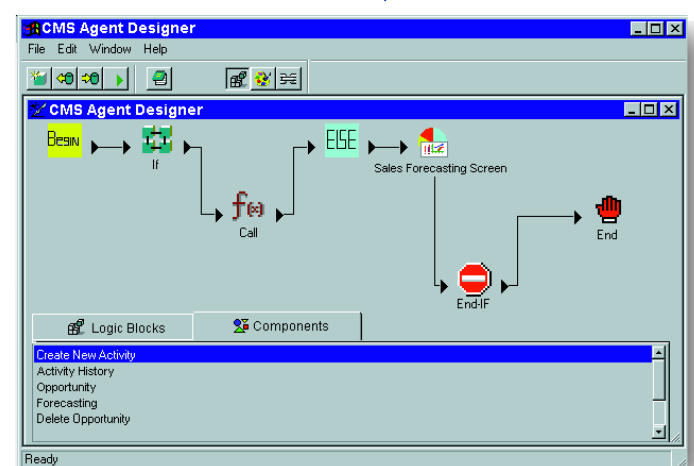 CMS Agent Designer
File Edit Window Help
CMS Agent Designer
BEGIN
If
f(x)
Call
ELSE
Sales Forecasting Screen
End-IF
End
Logic Blocks
Components
Create New Activity
Activity History
Opportunity
Forecasting
Delete Opportunity
Ready